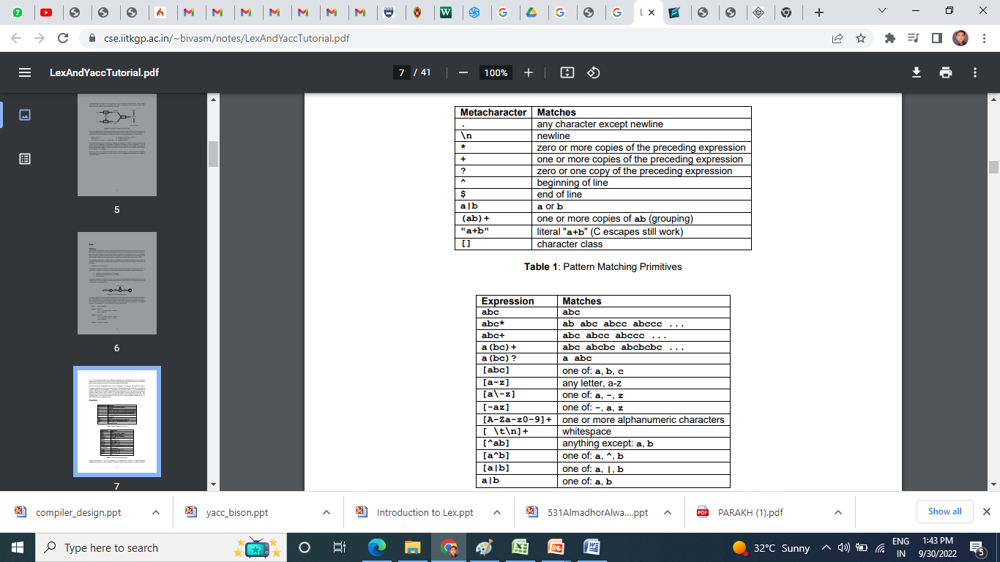 cse.iitkgp.ac.in/~bivasm/notes/LexAndYaccTutorial.pdf
LexAndYaccTutorial.pdf
7 / 41
100%
5
6
7
Metacharacter Matches
. any character except newline
\n newline
* zero or more copies of the preceding expression
+ one or more copies of the preceding expression
? zero or one copy of the preceding expression
^ beginning of line
$ end of line
a|b a or b
(ab)+ one or more copies of ab (grouping)
"a+b" literal "a+b" (C escapes still work)
[] character class
Table 1: Pattern Matching Primitives
Expression Matches
abc abc
abc* ab abc abcc abccc ...
abc+ abc abcc abccc ...
a(bc)+ abc abcbc abcbcbc ...
a(bc)? a abc
[abc] one of: a, b, c
[a-z] any letter, a-z
[a\-z] one of: a, -, z
[-az] one of: -, a, z
[A-Za-z0-9]+ one or more alphanumeric characters
[ \t\n]+ whitespace
[^ab] anything except: a, b
[a^b] one of: a, ^, b
[a|b] one of: a, |, b
a|b one of: a, b
compiler_design.ppt
yacc_bison.ppt
Introduction to Lex.ppt
531AlmadhorAlwa....ppt
PARAKH (1).pdf
Show all
Type here to search
32°C Sunny
ENG
IN
1:43 PM
9/30/2022
5